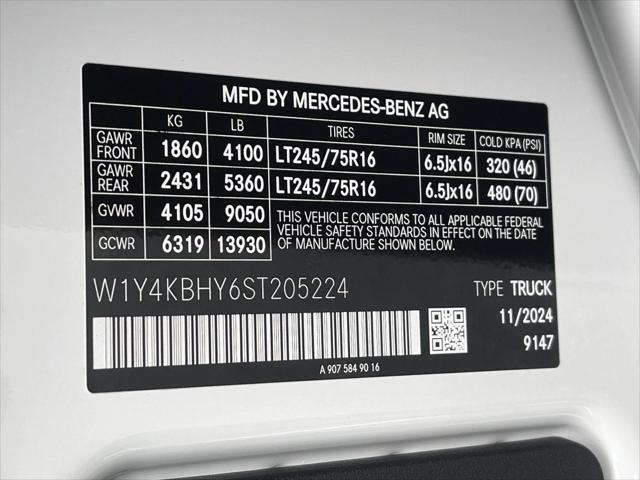 MFD BY MERCEDES-BENZ AG
KG LB TIRES RIM SIZE COLD KPA (PSI)
GAWR FRONT 1860 4100 LT245/75R16 6.5Jx16 320 (46)
GAWR REAR 2431 5360 LT245/75R16 6.5Jx16 480 (70)
GVWR 4105 9050
GCWR 6319 13930
THIS VEHICLE CONFORMS TO ALL APPLICABLE FEDERAL
VEHICLE SAFETY STANDARDS IN EFFECT ON THE DATE
OF MANUFACTURE SHOWN BELOW.
W1Y4KBHY6ST205224 TYPE TRUCK
11/2024
9147
A 907 584 90 16